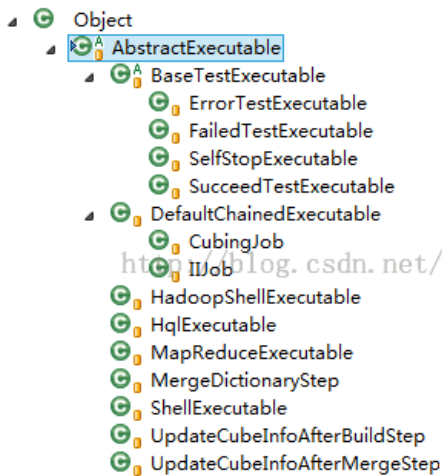 Object
AbstractExecutable
BaseTestExecutable
ErrorTestExecutable
FailedTestExecutable
SelfStopExecutable
SucceedTestExecutable
DefaultChainedExecutable
CubingJob
http://blog.csdn.net/
IIJob
HadoopShellExecutable
HqlExecutable
MapReduceExecutable
MergeDictionaryStep
ShellExecutable
UpdateCubeInfoAfterBuildStep
UpdateCubeInfoAfterMergeStep